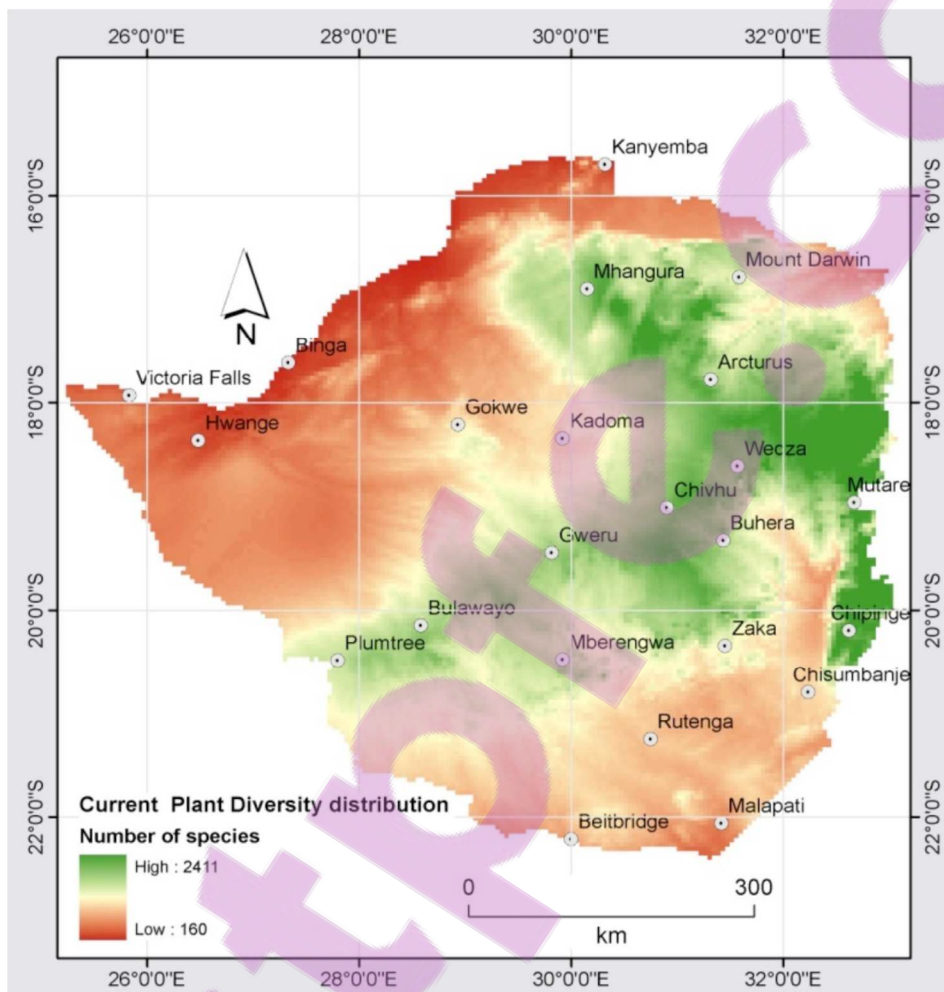 26°0'0"E 28°0'0"E 30°0'0"E 32°0'0"E
Kanyemba
16°0'0"S
16°0'0"S
Mount Darwin
Mhangura
N
Binga
Arcturus
Victoria Falls
18°0'0"S
18°0'0"S
Gokwe
Kadoma
Hwange
Wedza
Mutare
Chivhu
Buhera
Gweru
20°0'0"S
20°0'0"S
Bulawayo
Chipinge
Zaka
Plumtree
Mberengwa
Chisumbanje
Rutenga
22°0'0"S
22°0'0"S
Current Plant Diversity distribution
Malapati
Beitbridge
Number of species
High : 2411
Low : 160
0 300
km
26°0'0"E 28°0'0"E 30°0'0"E 32°0'0"E